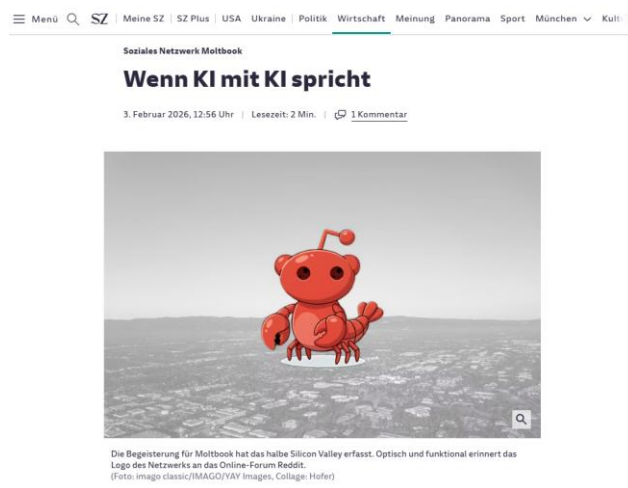 Menü SZ Meine SZ SZ Plus USA Ukraine Politik Wirtschaft Meinung Panorama Sport München
Soziales Netzwerk Moltbook
Wenn KI mit KI spricht
3. Februar 2026, 12:56 Uhr | Lesezeit: 2 Min. | 1 Kommentar
Die Begeisterung für Moltbook hat das halbe Silicon Valley erfasst. Optisch und funktional erinnert das
Logo des Netzwerks an das Online-Forum Reddit.
(Foto: imago classic/IMAGO/YAY Images, Collage: Hofer)